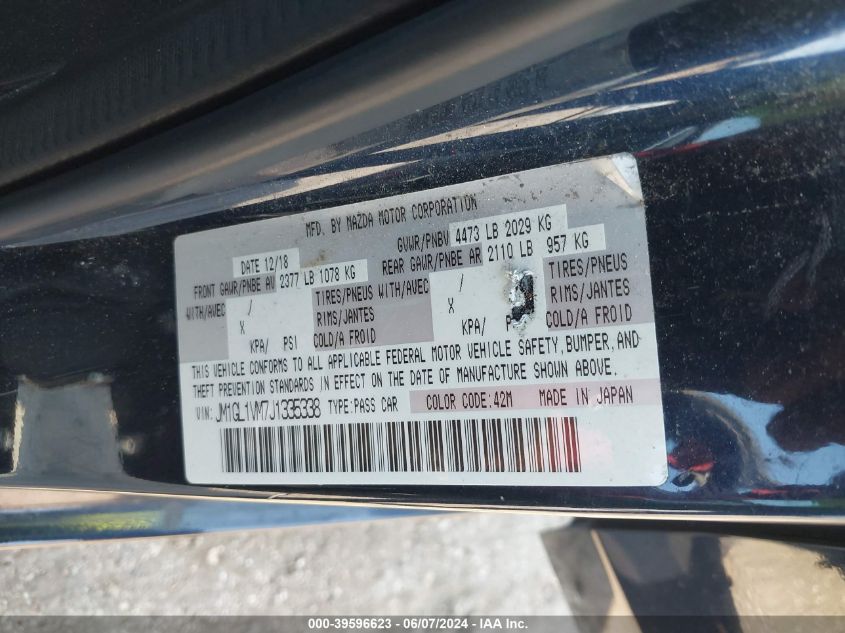 MFD. BY MAZDA MOTOR CORPORATION
DATE 12/18 GVWR/PNBV 4473 LB 2029 KG
FRONT GAWR/PNBE AV 2377 LB 1078 KG REAR GAWR/PNBE AR 2110 LB 957 KG
WITH/AVEC / TIRES/PNEUS WITH/AVEC / TIRES/PNEUS
X RIMS/JANTES X RIMS/JANTES
KPA/ PSI COLD/A FROID KPA/ COLD/A FROID
THIS VEHICLE CONFORMS TO ALL APPLICABLE FEDERAL MOTOR VEHICLE SAFETY, BUMPER, AND
THEFT PREVENTION STANDARDS IN EFFECT ON THE DATE OF MANUFACTURE SHOWN ABOVE.
VIN: JM1GL1VM7J1335338 TYPE:PASS CAR COLOR CODE:42M MADE IN JAPAN
000-39596623 - 06/07/2024 - IAA Inc.